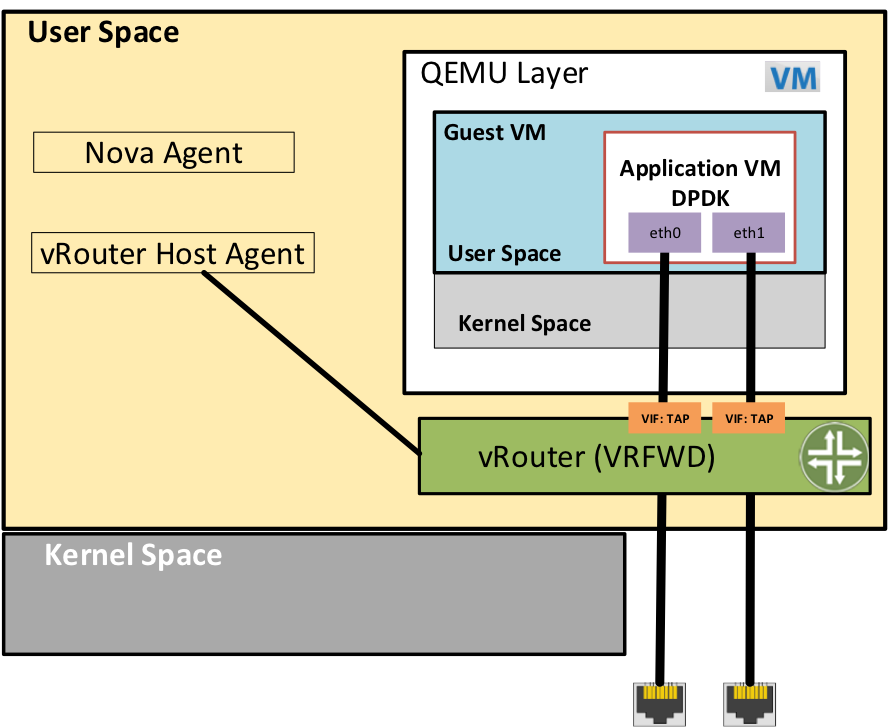 User Space
QEMU Layer
VM
Guest VM
Nova Agent
Application VM
DPDK
eth0
eth1
vRouter Host Agent
User Space
Kernel Space
VIF: TAP
VIF: TAP
vRouter (VRFWD)
Kernel Space